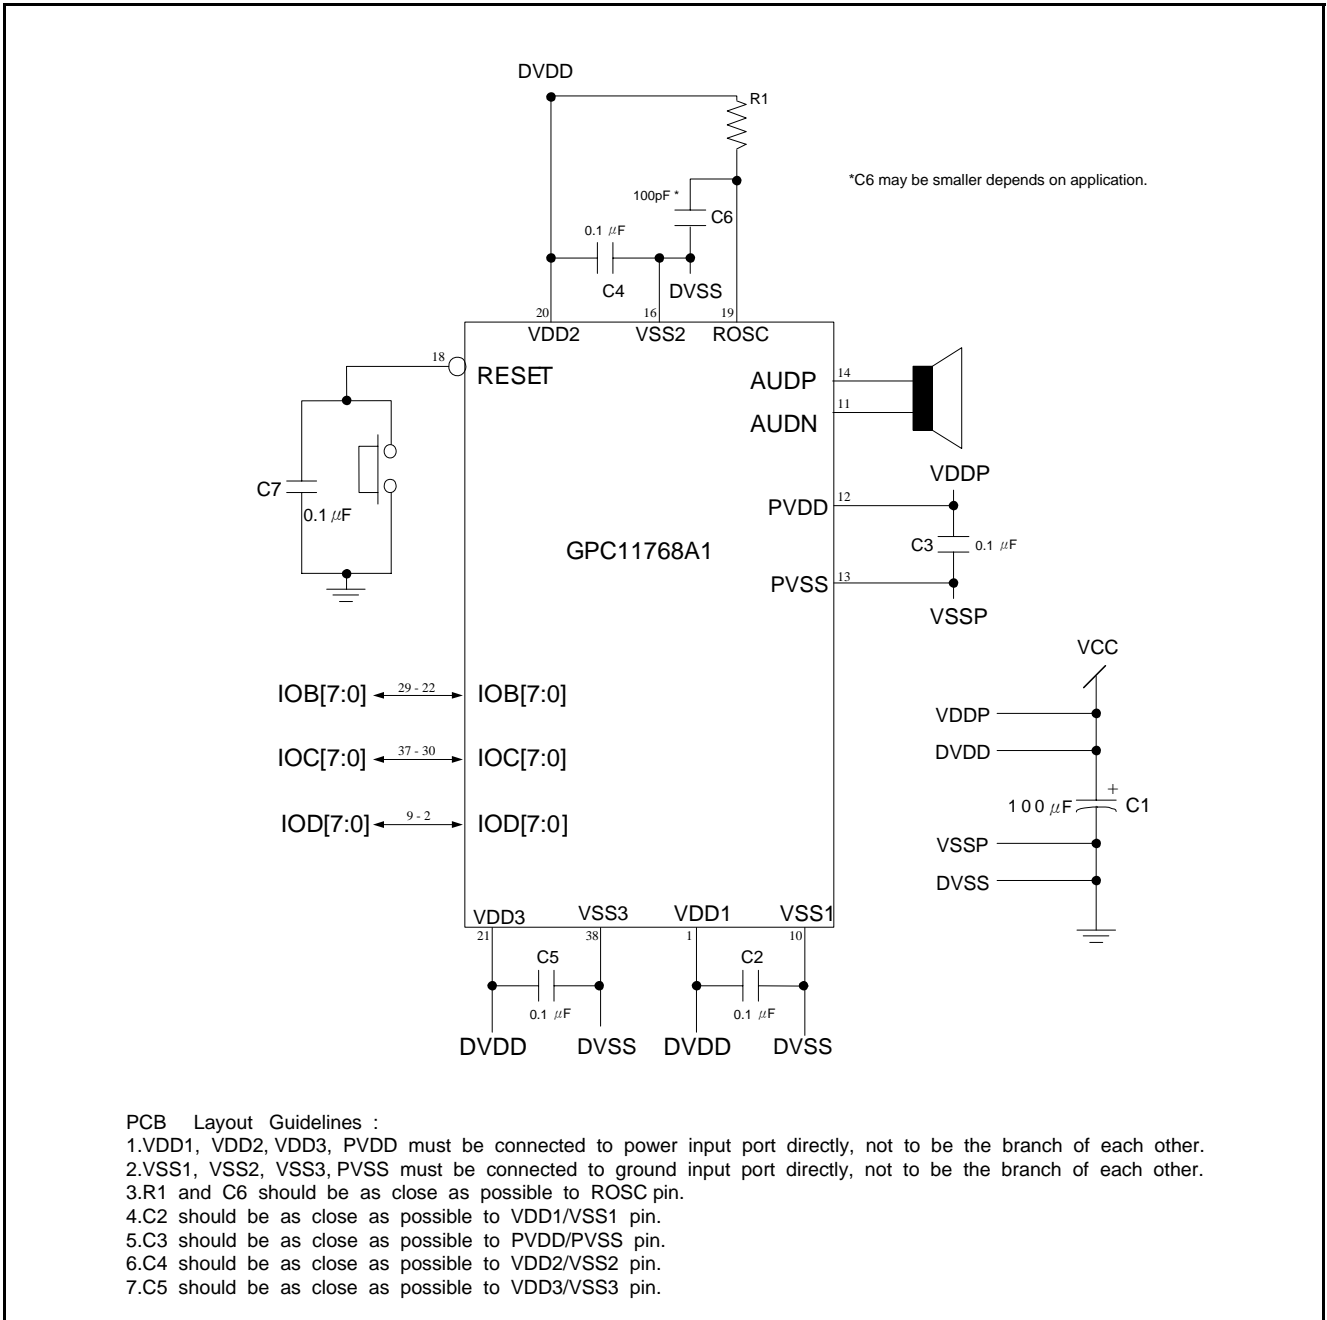 DVDD
R1
*C6 may be smaller depends on application.
100pF *
C6
0.1 μF
C4
DVSS
20
16
19
VDD2
VSS2
ROSC
18
RESET
AUDP
14
AUDN
11
VDDP
PVDD
12
C7
0.1 μF
C3
0.1 μF
GPC11768A1
PVSS
13
VSSP
VCC
IOB[7:0]
29 - 22
IOB[7:0]
VDDP
IOC[7:0]
37 - 30
IOC[7:0]
DVDD
100 μF
+
C1
IOD[7:0]
9 - 2
IOD[7:0]
VSSP
DVSS
VDD3
VSS3
VDD1
VSS1
21
38
1
10
C5
C2
0.1 μF
0.1 μF
DVDD
DVSS
DVDD
DVSS
PCB Layout Guidelines :
1.VDD1, VDD2, VDD3, PVDD must be connected to power input port directly, not to be the branch of each other.
2.VSS1, VSS2, VSS3, PVSS must be connected to ground input port directly, not to be the branch of each other.
3.R1 and C6 should be as close as possible to ROSC pin.
4.C2 should be as close as possible to VDD1/VSS1 pin.
5.C3 should be as close as possible to PVDD/PVSS pin.
6.C4 should be as close as possible to VDD2/VSS2 pin.
7.C5 should be as close as possible to VDD3/VSS3 pin.